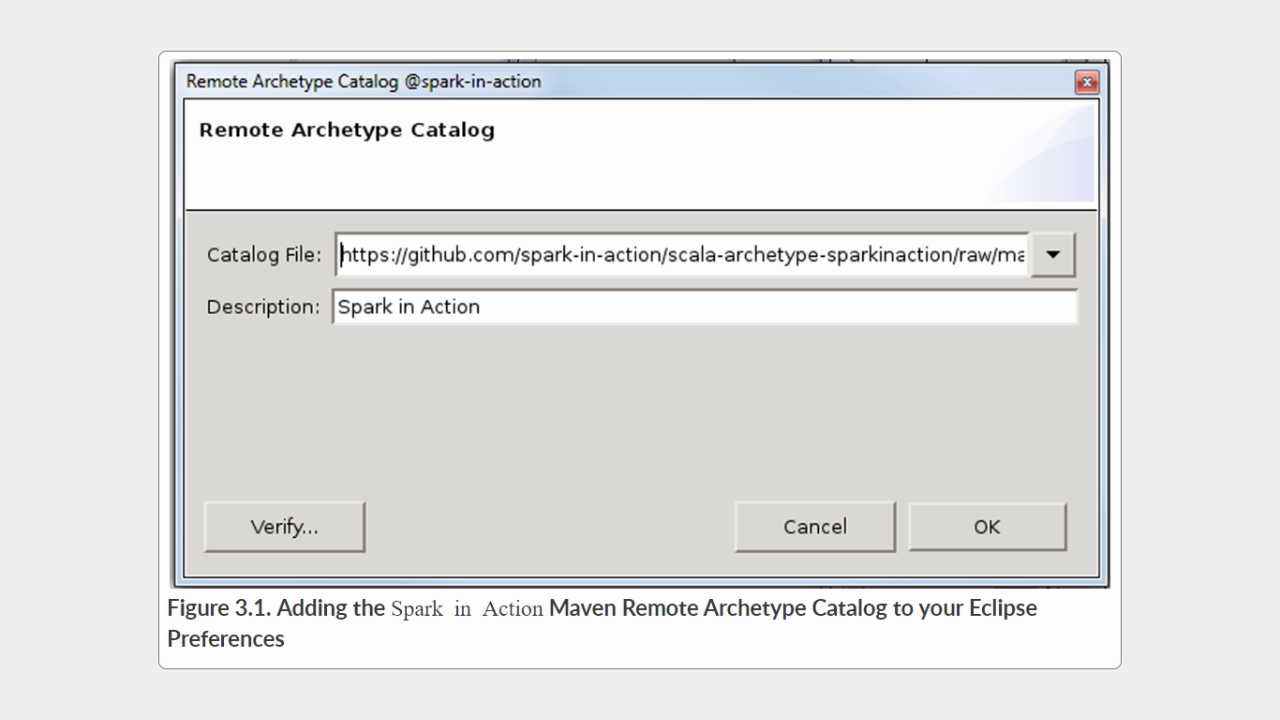 Remote Archetype Catalog @spark-in-action
Remote Archetype Catalog
Catalog File: https://github.com/spark-in-action/scala-archetype-sparkinaction/raw/ma
Description: Spark in Action
Verify... Cancel OK
Figure 3.1. Adding the Spark in Action Maven Remote Archetype Catalog to your Eclipse
Preferences